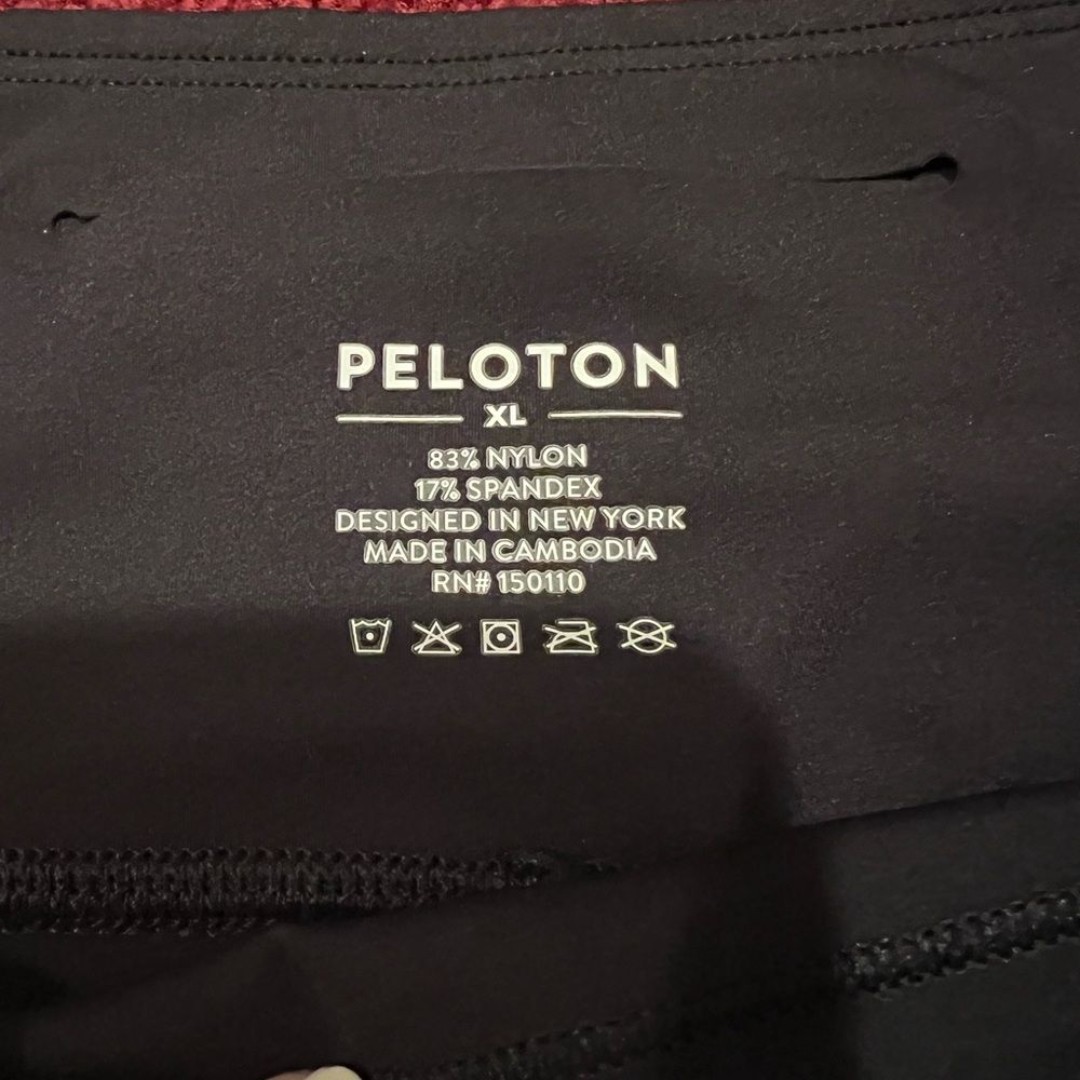 PELOTON
XL
83% NYLON
17% SPANDEX
DESIGNED IN NEW YORK
MADE IN CAMBODIA
RN# 150110